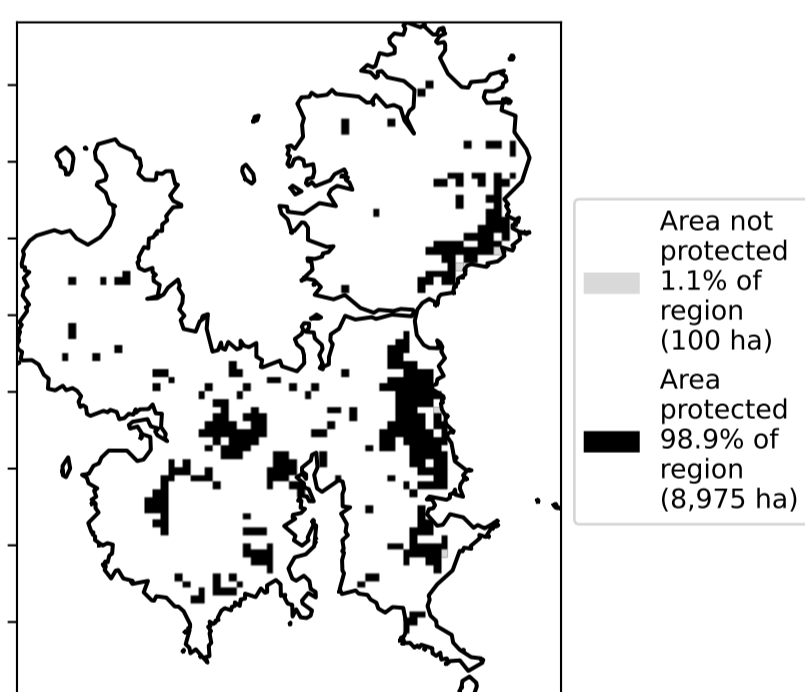 Area not
protected
1.1% of
region
(100 ha)
Area
protected
98.9% of
region
(8,975 ha)